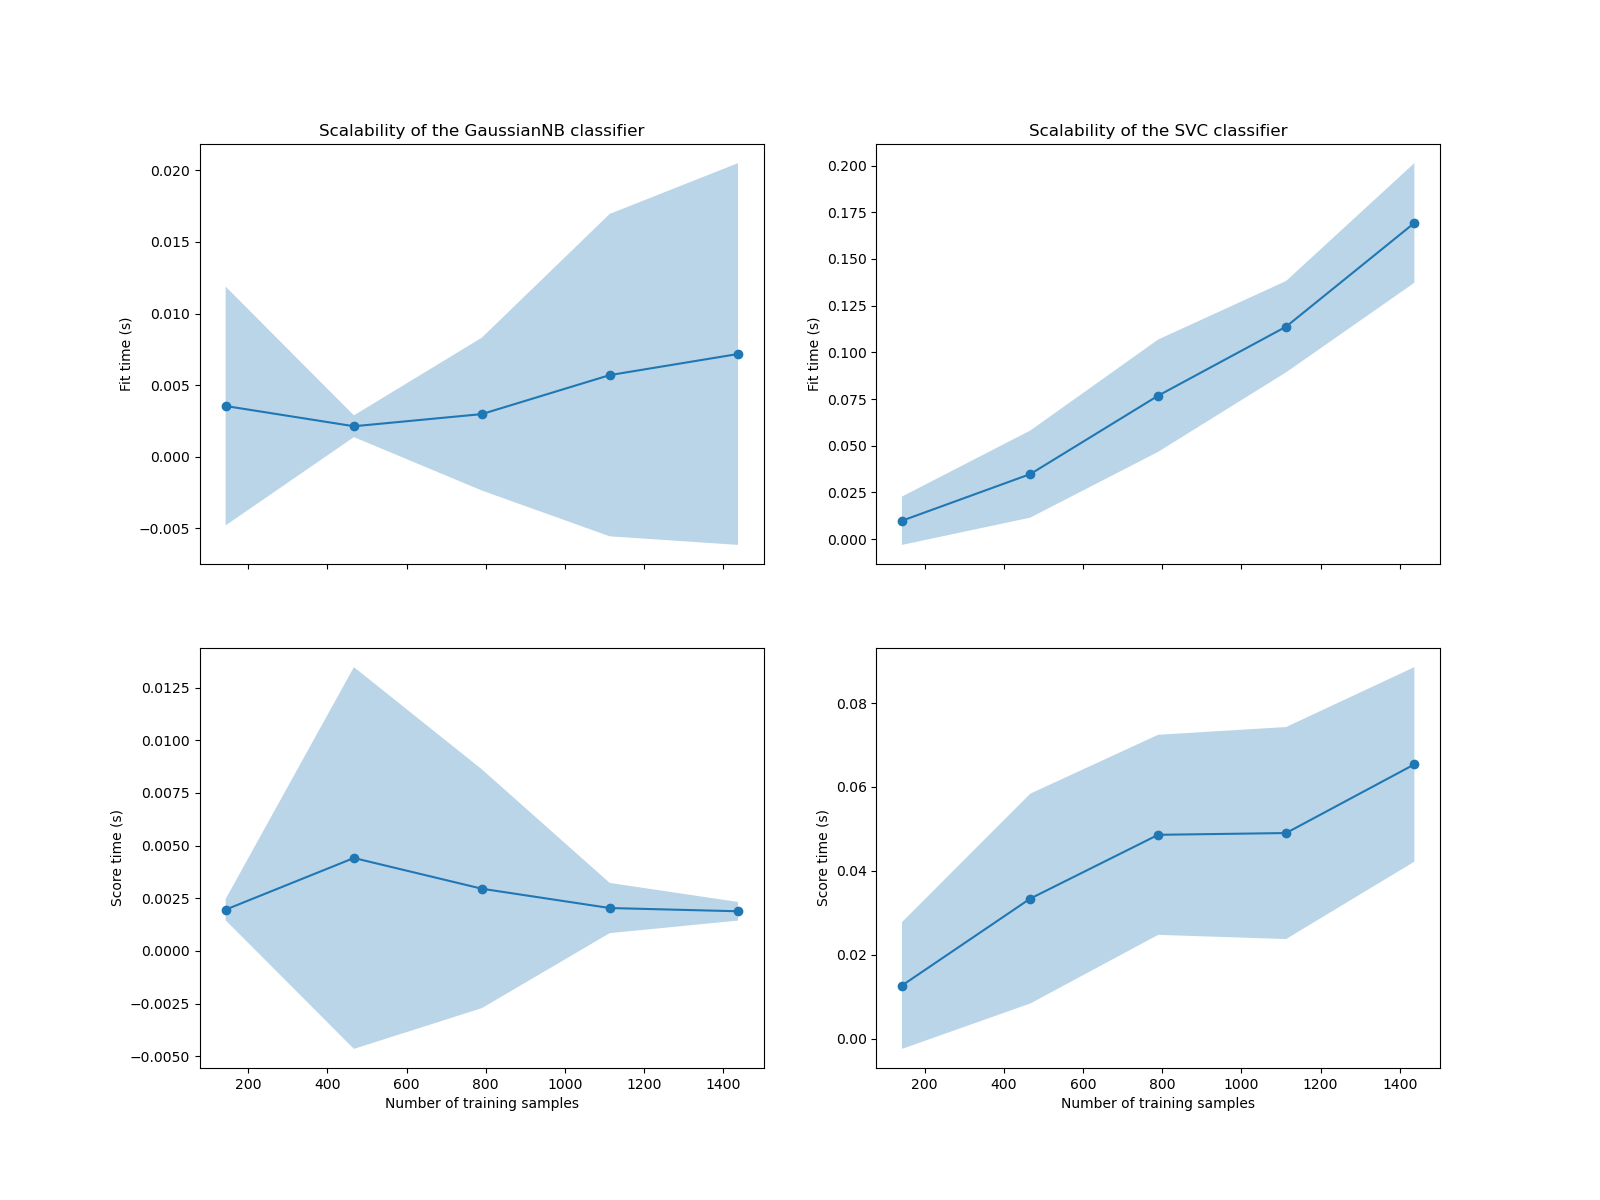 Scalability of the GaussianNB classifier
Scalability of the SVC classifier
0.020
0.015
0.010
0.005
0.000
−0.005
Fit time (s)
0.200
0.175
0.150
0.125
0.100
0.075
0.050
0.025
0.000
Fit time (s)
0.0125
0.0100
0.0075
0.0050
0.0025
0.0000
−0.0025
−0.0050
Score time (s)
200 400 600 800 1000 1200 1400
Number of training samples
0.08
0.06
0.04
0.02
0.00
Score time (s)
200 400 600 800 1000 1200 1400
Number of training samples